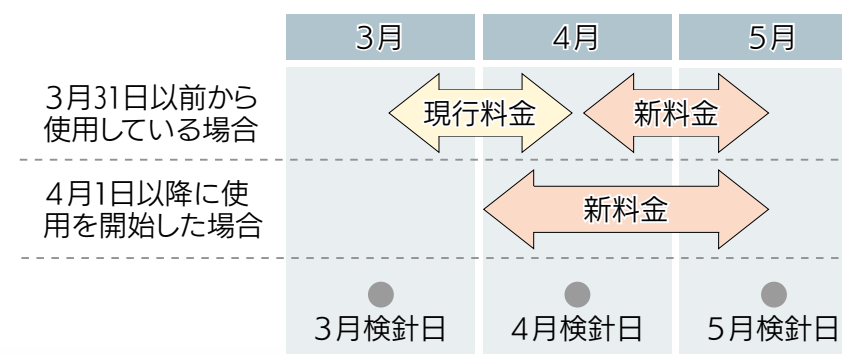 3月
4月
5月
3月31日以前から
使用している場合
現行料金
新料金
4月1日以降に使
用を開始した場合
新料金
3月検針日
4月検針日
5月検針日